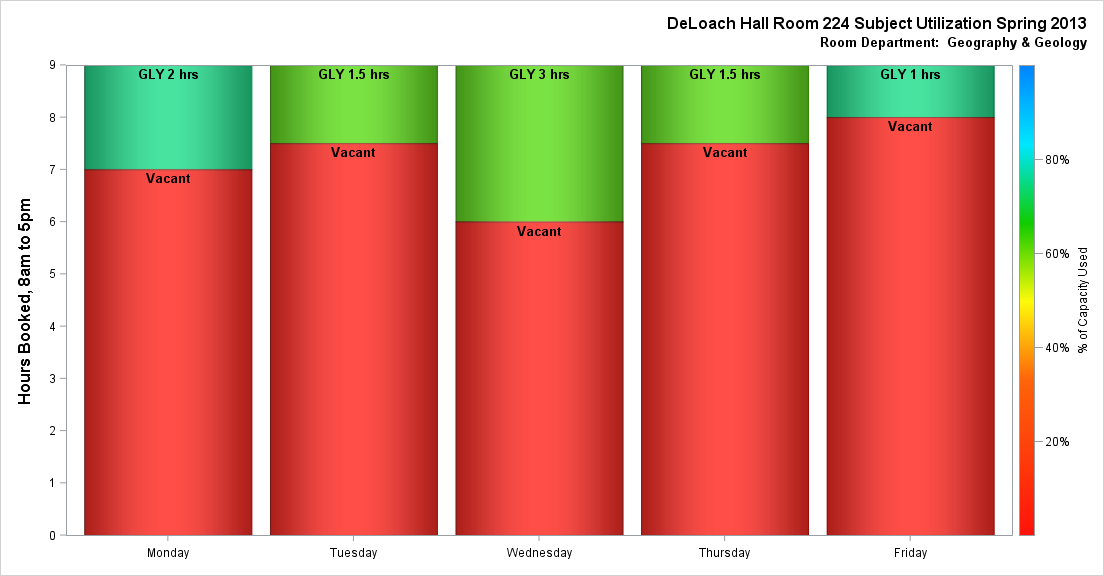 DeLoach Hall Room 224 Subject Utilization Spring 2013
Room Department:  Geography & Geology
Hours Booked, 8am to 5pm
9
8
7
6
5
4
3
2
1
0
GLY 2 hrs
Vacant
GLY 1.5 hrs
Vacant
GLY 3 hrs
Vacant
GLY 1.5 hrs
Vacant
GLY 1 hrs
Vacant
Monday
Tuesday
Wednesday
Thursday
Friday
80%
60%
40%
20%
% of Capacity Used